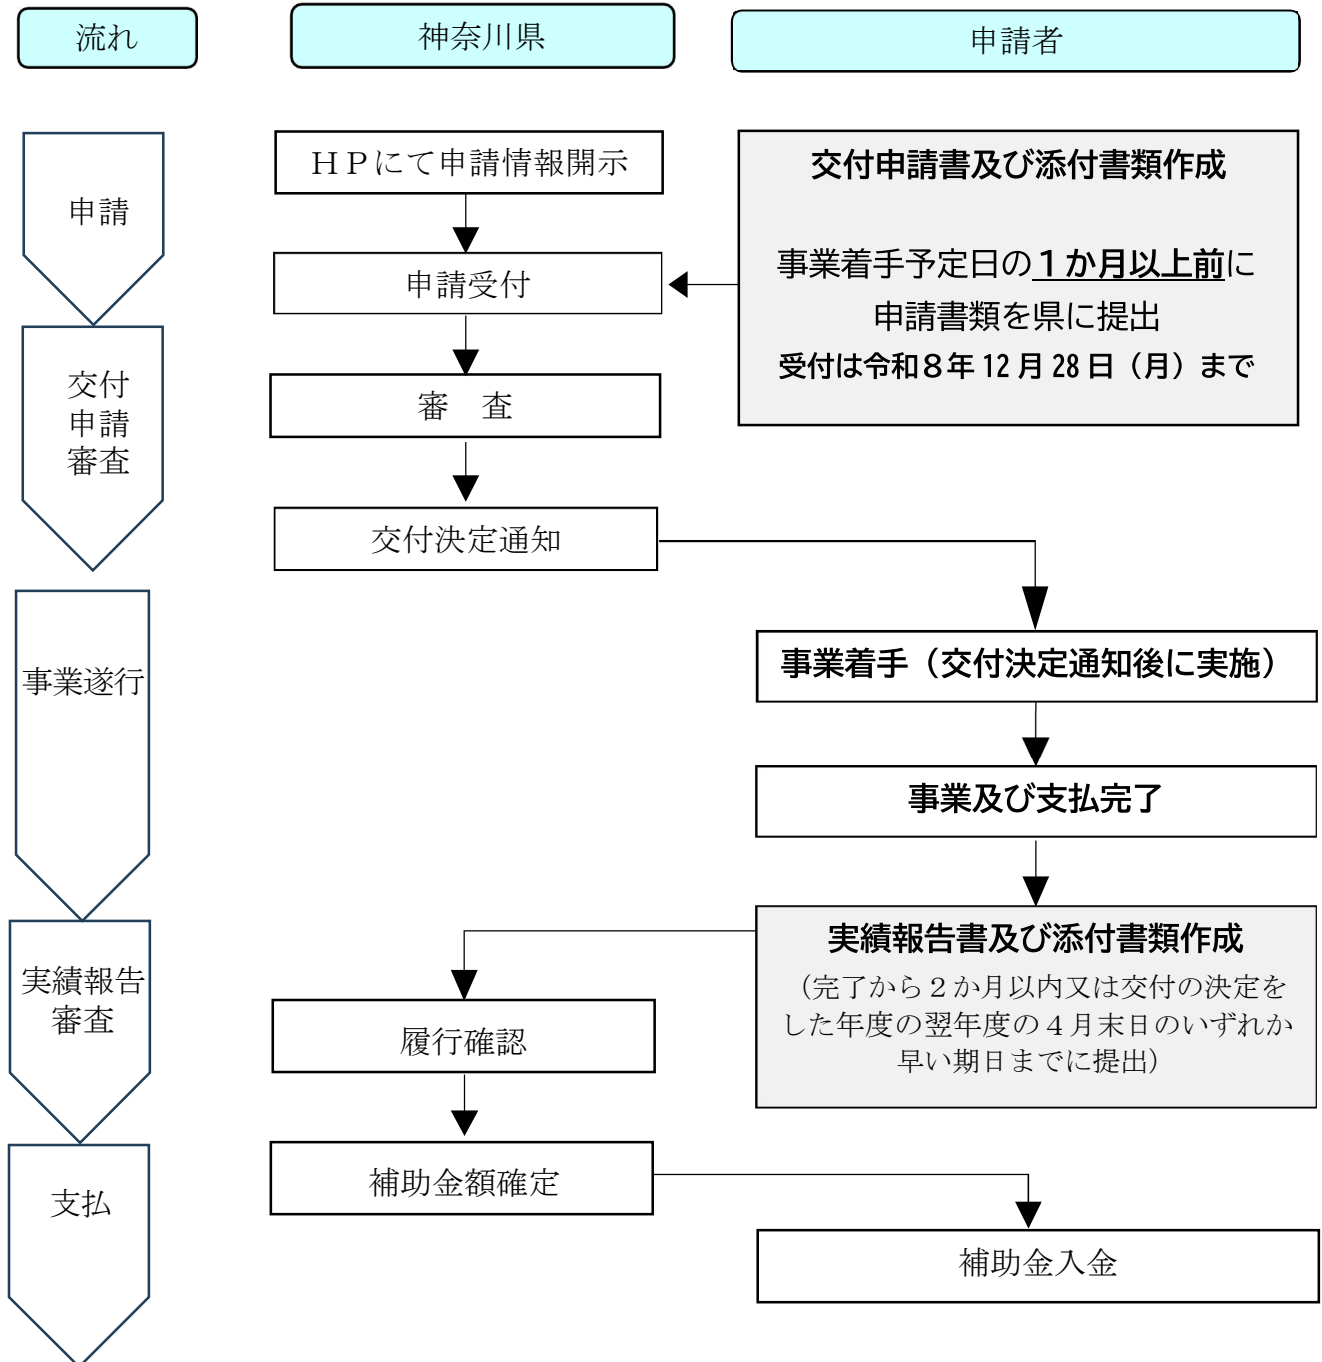 流れ
神奈川県
申請者
申請
ＨＰにて申請情報開示
交付申請書及び添付書類作成
事業着手予定日の１か月以上前に
申請書類を県に提出
受付は令和８年12月28日（月）まで
申請受付
交付
申請
審査
審　査
交付決定通知
事業遂行
事業着手（交付決定通知後に実施）
事業及び支払完了
実績報告
審査
実績報告書及び添付書類作成
（完了から２か月以内又は交付の決定を
した年度の翌年度の４月末日のいずれか
早い期日までに提出）
履行確認
支払
補助金額確定
補助金入金